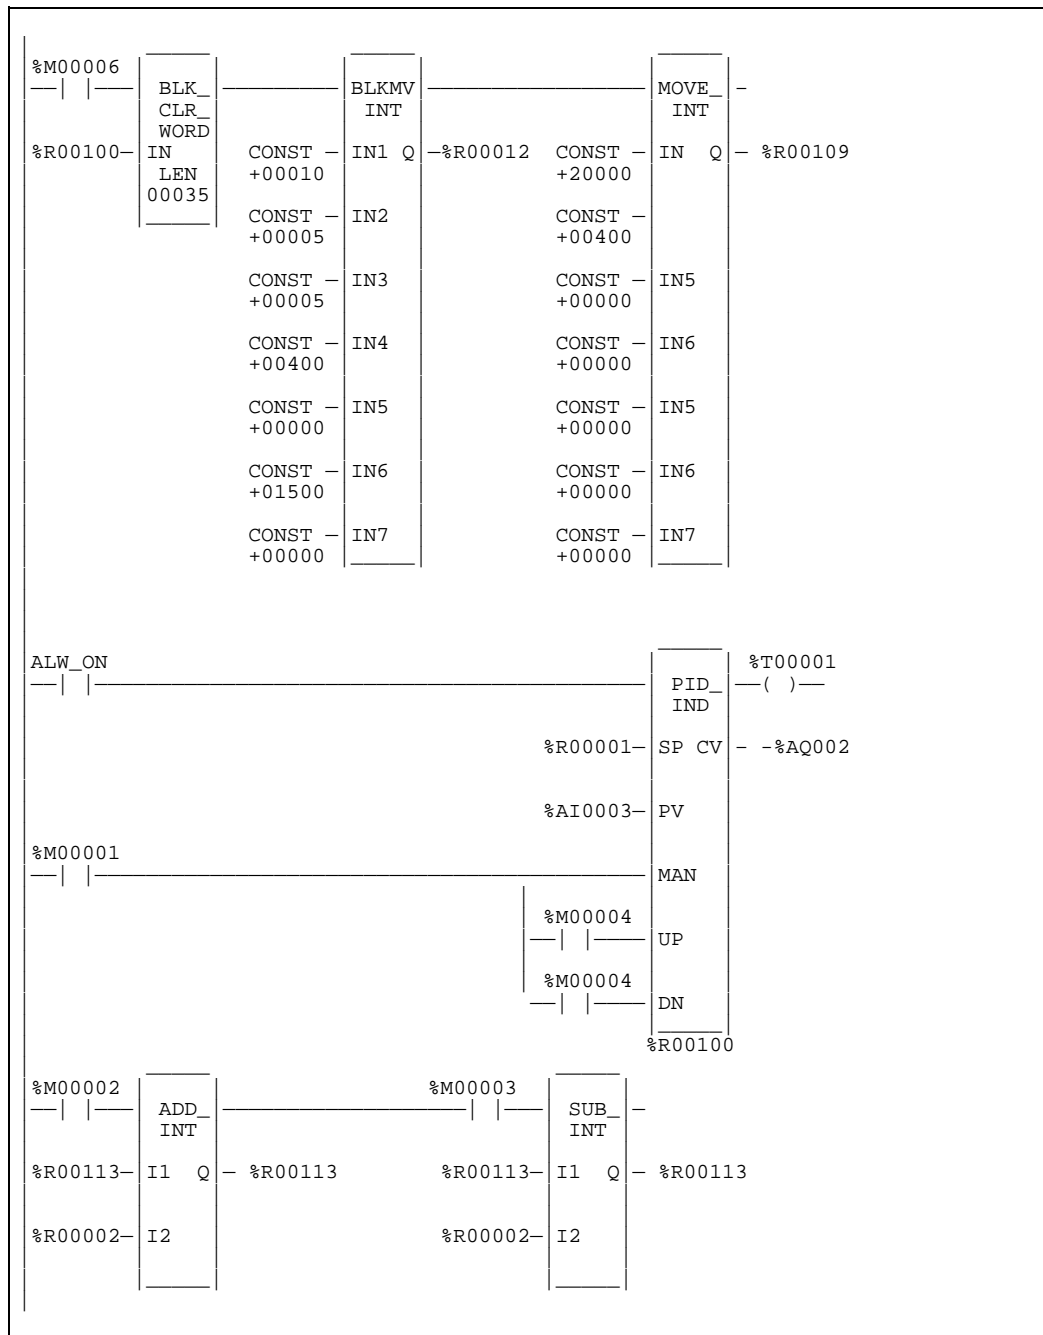 %M00006
BLK_ BLKMV MOVE_
CLR_ INT INT
WORD
%R00100 IN CONST IN1 Q %R00012 CONST IN Q %R00109
LEN +00010 +20000
00035
CONST IN2 CONST
+00005 +00400
CONST IN3 CONST IN5
+00005 +00000
CONST IN4 CONST IN6
+00400 +00000
CONST IN5 CONST IN5
+00000 +00000
CONST IN6 CONST IN6
+01500 +00000
CONST IN7 CONST IN7
+00000 +00000
ALW_ON %T00001
PID_ ( )
IND
%R00001 SP CV -%AQ002
%AI0003 PV
%M00001
MAN
%M00004
UP
%M00004
DN
%R00100
%M00002 %M00003
ADD_ SUB_
INT INT
%R00113 I1 Q %R00113 %R00113 I1 Q %R00113
%R00002 I2 %R00002 I2